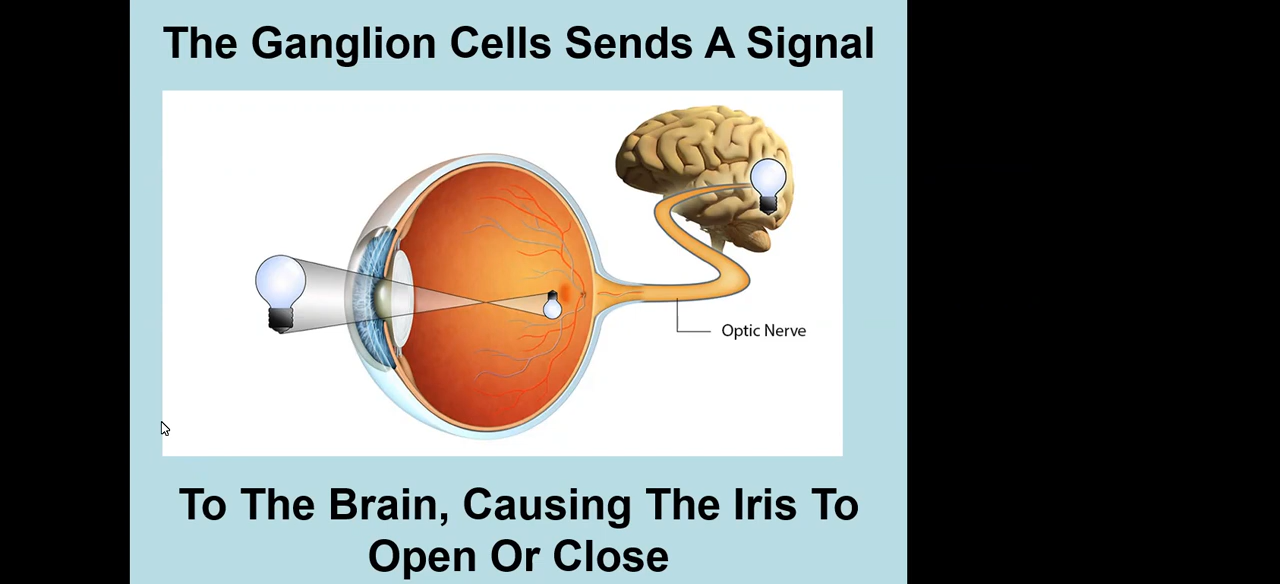 The Ganglion Cells Sends A Signal
Optic Nerve
To The Brain, Causing The Iris To
Open Or Close